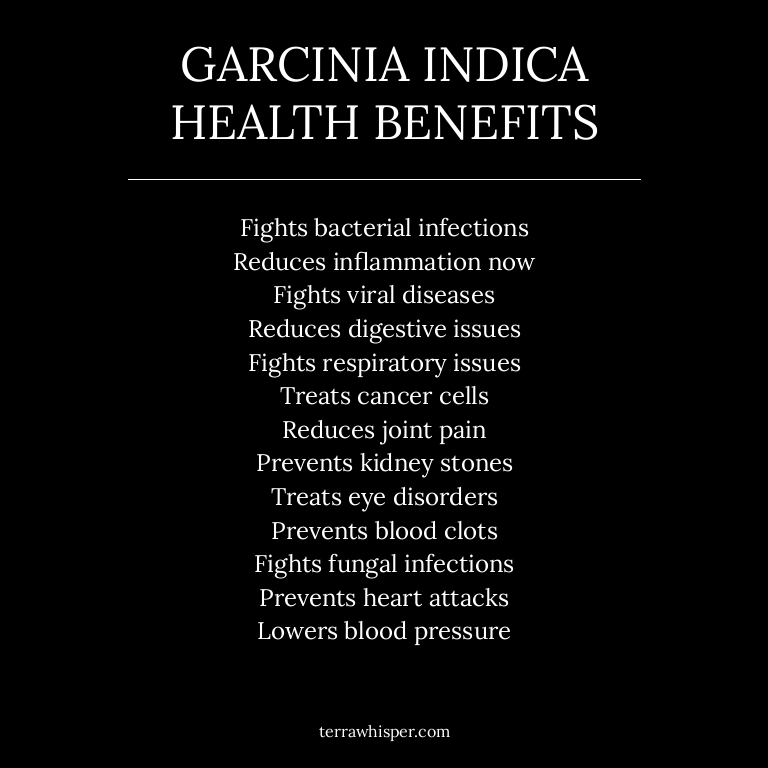 GARCINIA INDICA
HEALTH BENEFITS
Fights bacterial infections
Reduces inflammation now
Fights viral diseases
Reduces digestive issues
Fights respiratory issues
Treats cancer cells
Reduces joint pain
Prevents kidney stones
Treats eye disorders
Prevents blood clots
Fights fungal infections
Prevents heart attacks
Lowers blood pressure
terrawhisper.com